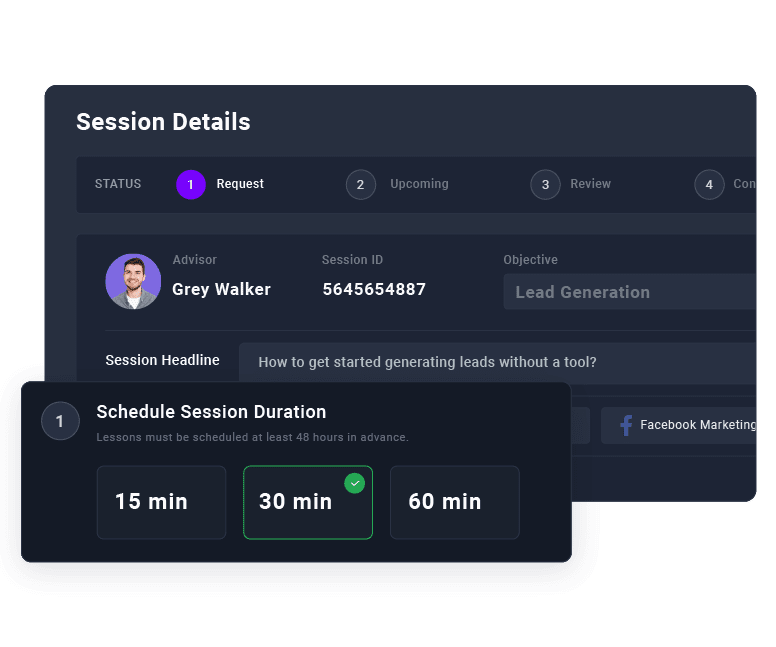 Session Details
STATUS 1 Request 2 Upcoming 3 Review 4 Con
Advisor Session ID Objective
Grey Walker 5645654887 Lead Generation
Session Headline How to get started generating leads without a tool?
Facebook Marketing
1 Schedule Session Duration
Lessons must be scheduled at least 48 hours in advance.
15 min 30 min 60 min